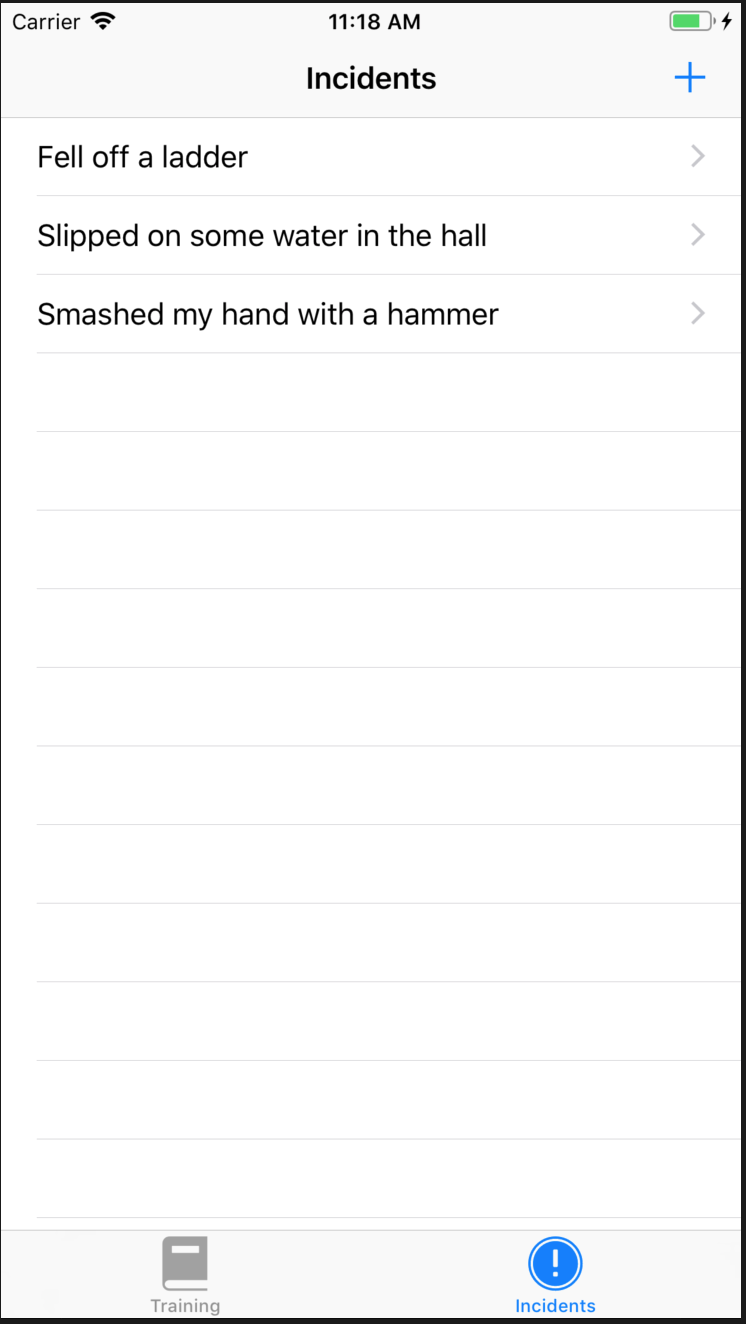 Carrier 11:18 AM
Incidents
Fell off a ladder
Slipped on some water in the hall
Smashed my hand with a hammer
Training Incidents